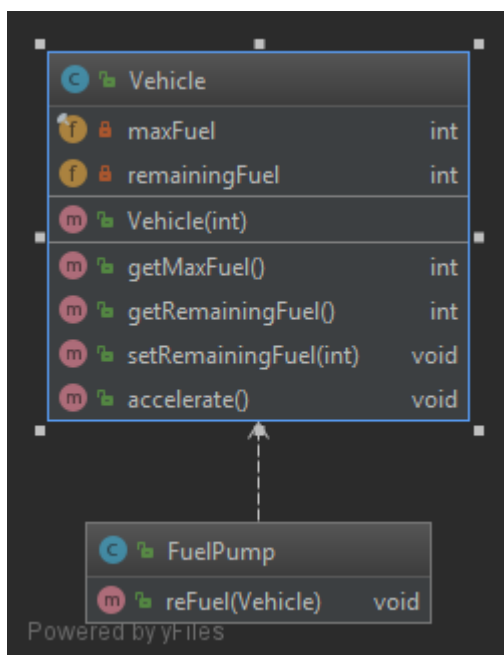 C Vehicle
f maxFuel int
f remainingFuel int
m Vehicle(int)
m getMaxFuel() int
m getRemainingFuel() int
m setRemainingFuel(int) void
m accelerate() void
C FuelPump
m reFuel(Vehicle) void
Powered by yFiles